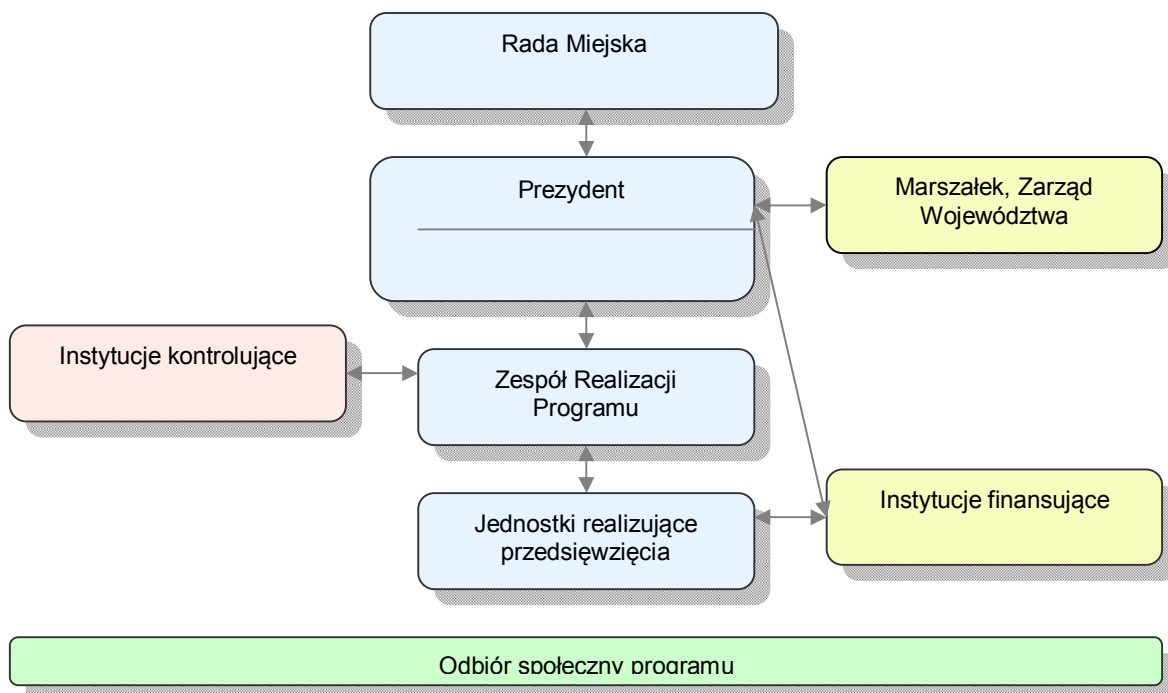 Rada Miejska
Prezydent
Marszałek, Zarząd
Województwa
Instytucje kontrolujące
Zespół Realizacji
Programu
Jednostki realizujące
przedsięwzięcia
Instytucje finansujące
Odbiór społeczny programu